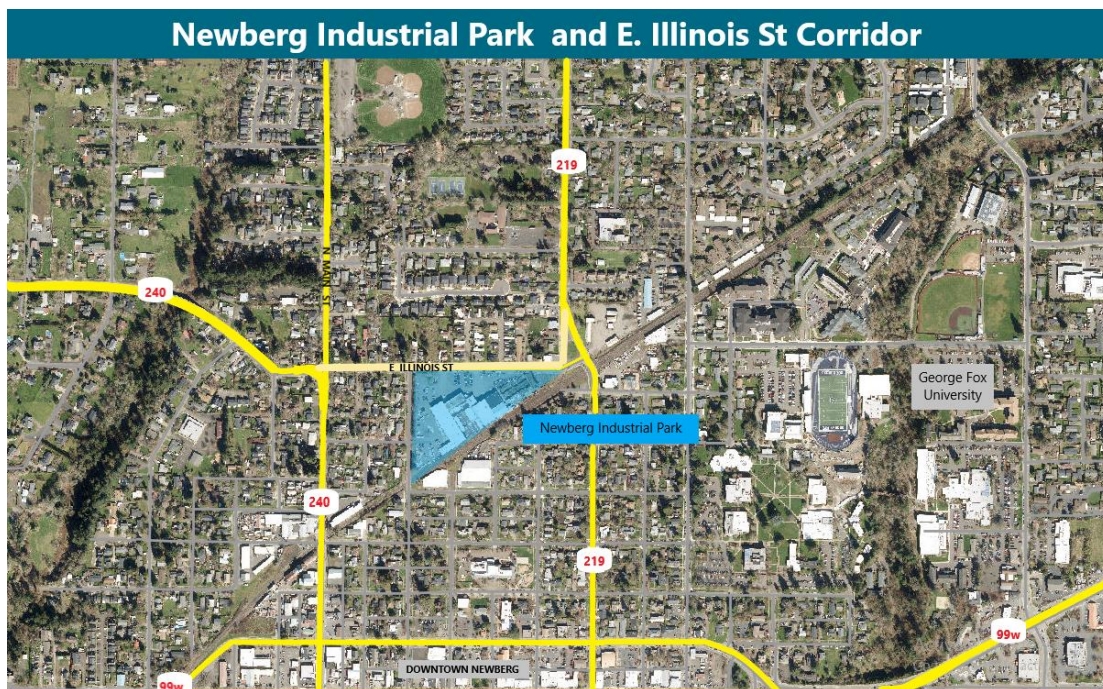 Newberg Industrial Park and E. Illinois St Corridor
219
N. MAIN ST
240
E. ILLINOIS ST
George Fox
University
Newberg Industrial Park
240
219
99w
DOWNTOWN NEWBERG
99w